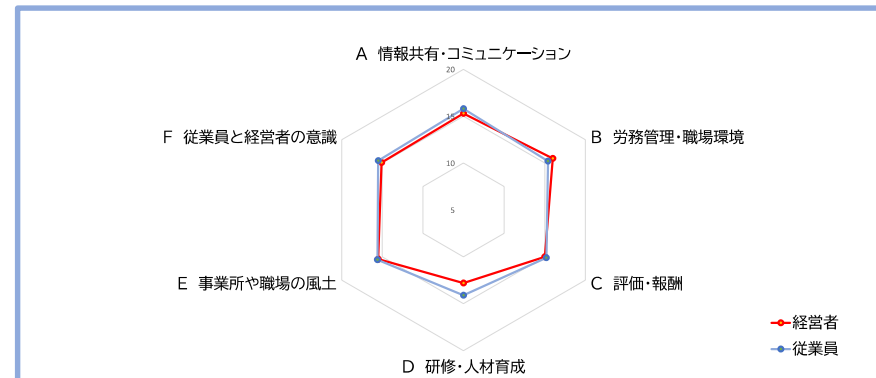 A 情報共有・コミュニケーション
20
15
F 従業員と経営者の意識
B 労務管理・職場環境
10
5
E 事業所や職場の風土
C 評価・報酬
経営者
従業員
D 研修・人材育成